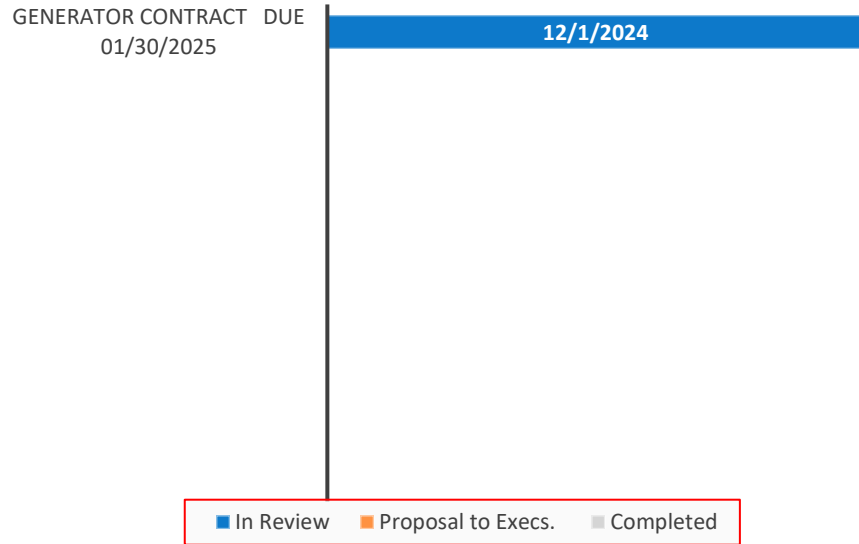 GENERATOR CONTRACT DUE
01/30/2025
12/1/2024
In Review Proposal to Execs. Completed